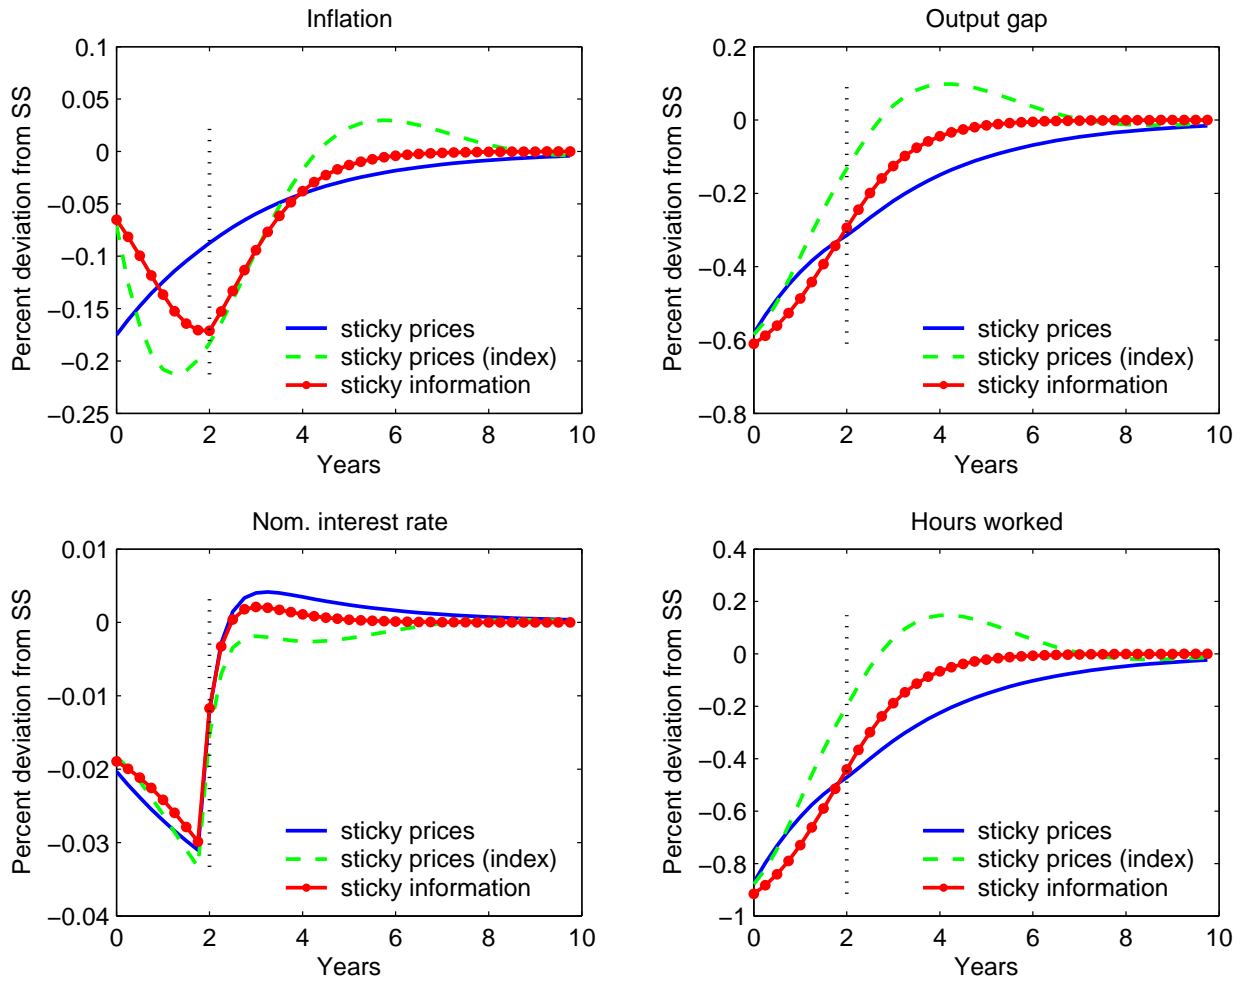 Inflation
Percent deviation from SS
0.1
0.05
0
−0.05
−0.1
−0.15
−0.2
−0.25
sticky prices
sticky prices (index)
sticky information
0 2 4 6 8 10
Years
Output gap
Percent deviation from SS
0.2
0
−0.2
−0.4
−0.6
−0.8
sticky prices
sticky prices (index)
sticky information
0 2 4 6 8 10
Years
Nom. interest rate
Percent deviation from SS
0.01
0
−0.01
−0.02
−0.03
−0.04
sticky prices
sticky prices (index)
sticky information
0 2 4 6 8 10
Years
Hours worked
Percent deviation from SS
0.4
0.2
0
−0.2
−0.4
−0.6
−0.8
−1
sticky prices
sticky prices (index)
sticky information
0 2 4 6 8 10
Years